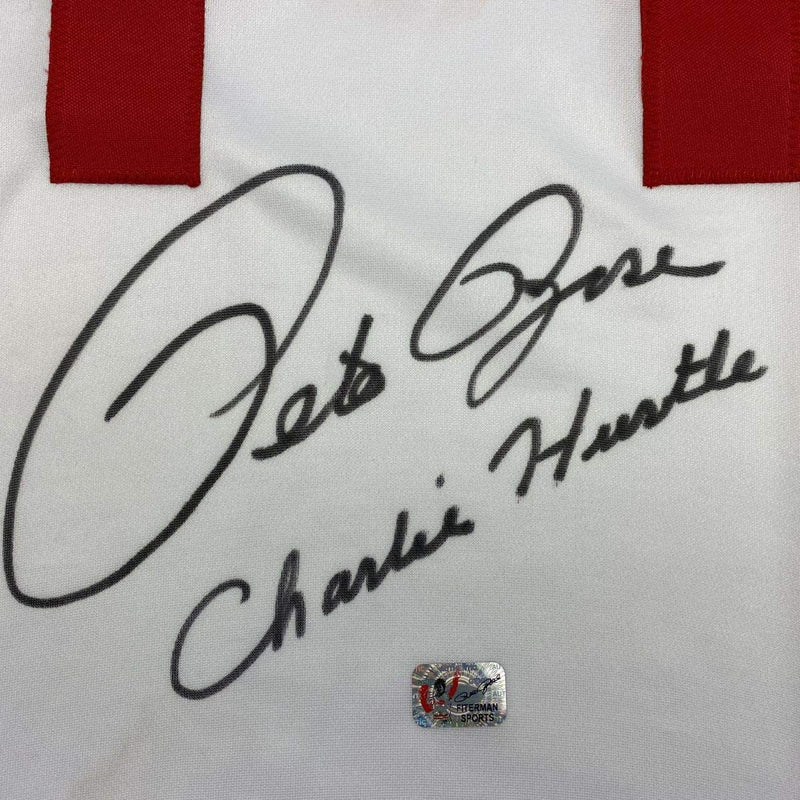 Pete Rose
Charlie Hustle
FITERMAN
SPORTS